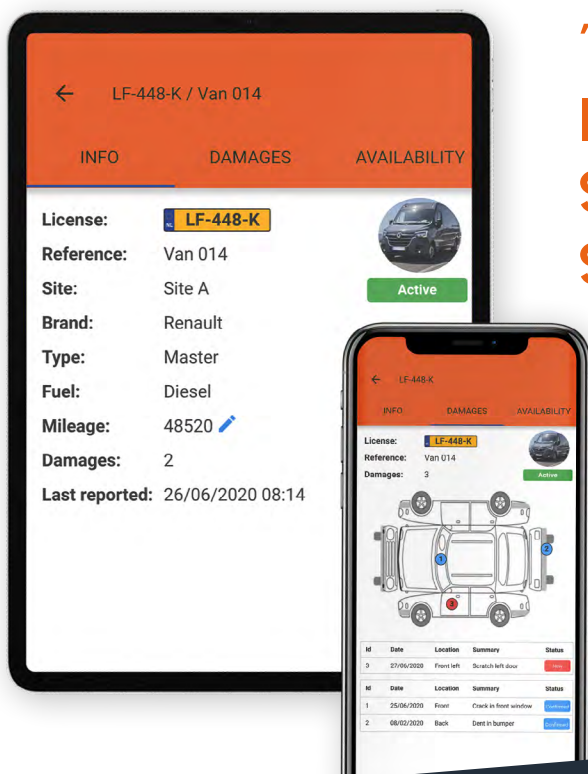 ← LF-448-K / Van 014
INFO DAMAGES AVAILABILITY
License: NL LF-448-K
Reference: Van 014
Site: Site A
Active
Brand: Renault
Type: Master
Fuel: Diesel
Mileage: 48520
Damages: 2
Last reported: 26/06/2020 08:14
← LF-448-K
INFO DAMAGES AVAILABILITY
License: LF-448-K
Reference: Van 014
Damages: 3
Active
1
2
3
Id Date Location Summary Status
3 27/06/2020 Front left Scratch left door
Id Date Location Summary Status
1 25/06/2020 Front Crack in front window Confirmed
2 08/02/2020 Back Dent in bumper Confirmed